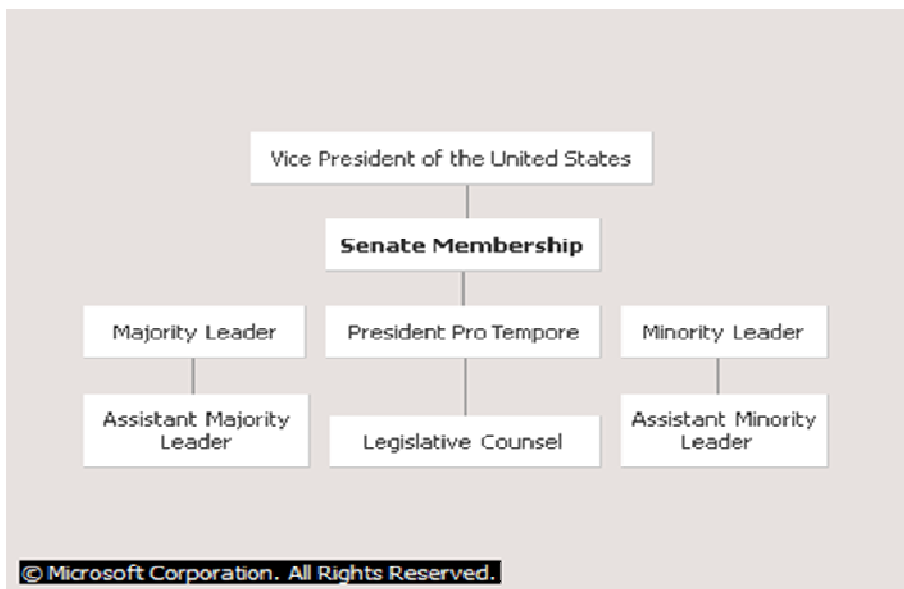 Vice President of the United States
Senate Membership
Majority Leader
President Pro Tempore
Minority Leader
Assistant Majority
Leader
Legislative Counsel
Assistant Minority
Leader
© Microsoft Corporation. All Rights Reserved.